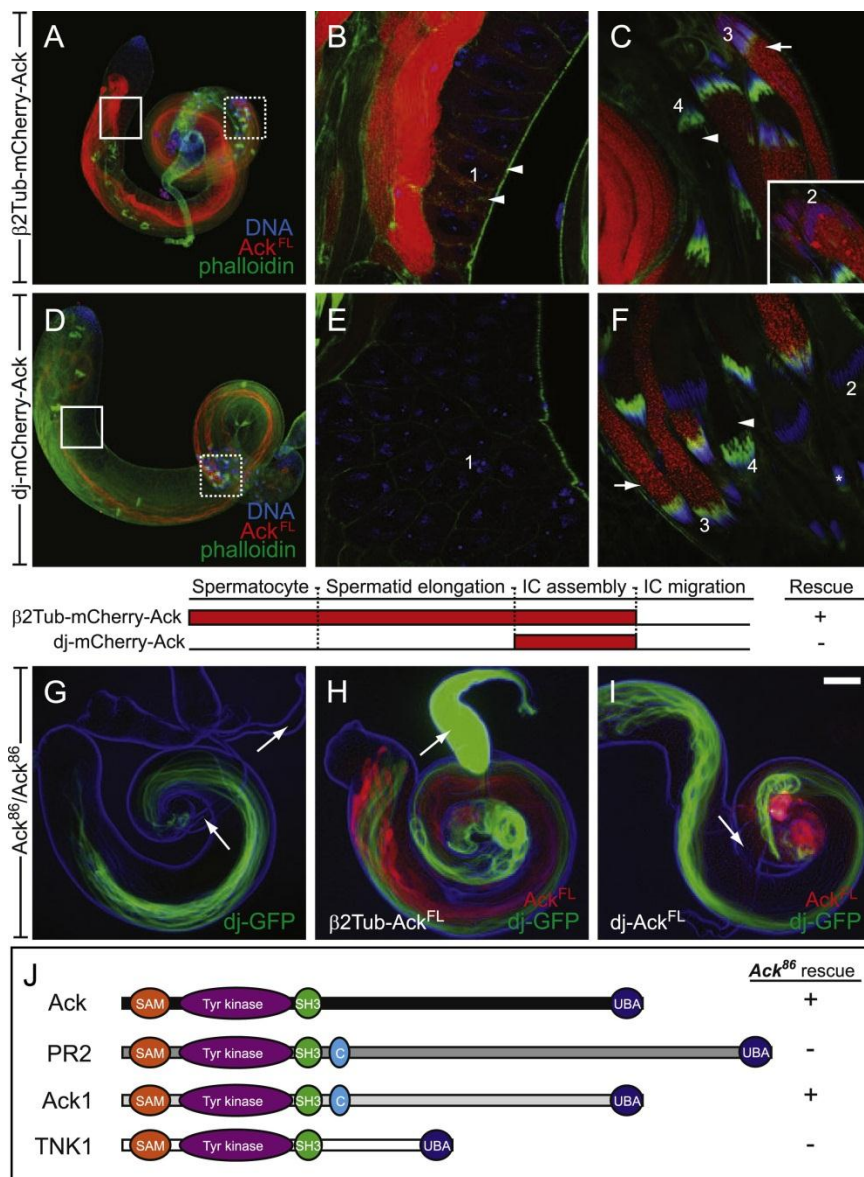 β2Tub-mCherry-Ack
A
DNA
Ack^FL
phalloidin
B
1
C
3
4
2
dj-mCherry-Ack
D
DNA
Ack^FL
phalloidin
E
1
F
2
4
*
3
Spermatocyte Spermatid elongation IC assembly IC migration Rescue
β2Tub-mCherry-Ack +
dj-mCherry-Ack -
Ack^86/Ack^86
G
dj-GFP
H
β2Tub-Ack^FL
Ack^FL
dj-GFP
I
dj-Ack^FL
Ack^FL
dj-GFP
J
Ack^86 rescue
Ack SAM Tyr kinase SH3 UBA +
PR2 SAM Tyr kinase SH3 C UBA -
Ack1 SAM Tyr kinase SH3 C UBA +
TNK1 SAM Tyr kinase SH3 UBA -